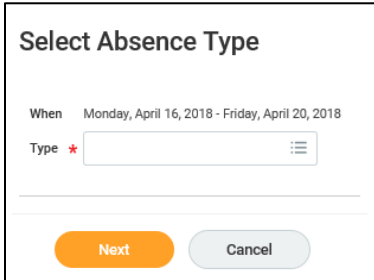 Select Absence Type
When Monday, April 16, 2018 - Friday, April 20, 2018
Type *
Next Cancel